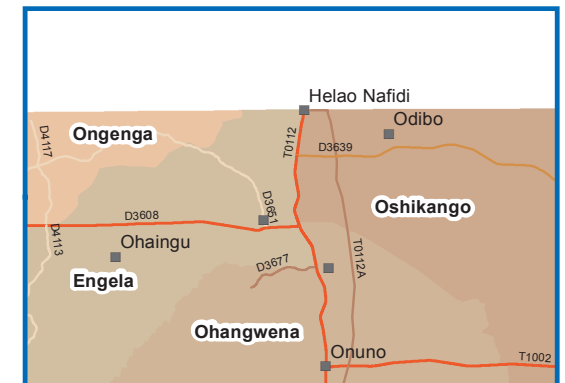 Helao Nafidi
Odibo
Ongenga
D4117
T0112
D3639
D3651
Oshikango
D3608
D4113
Ohaingu
Engela
D3677
T0112A
Ohangwena
Onuno
T1002